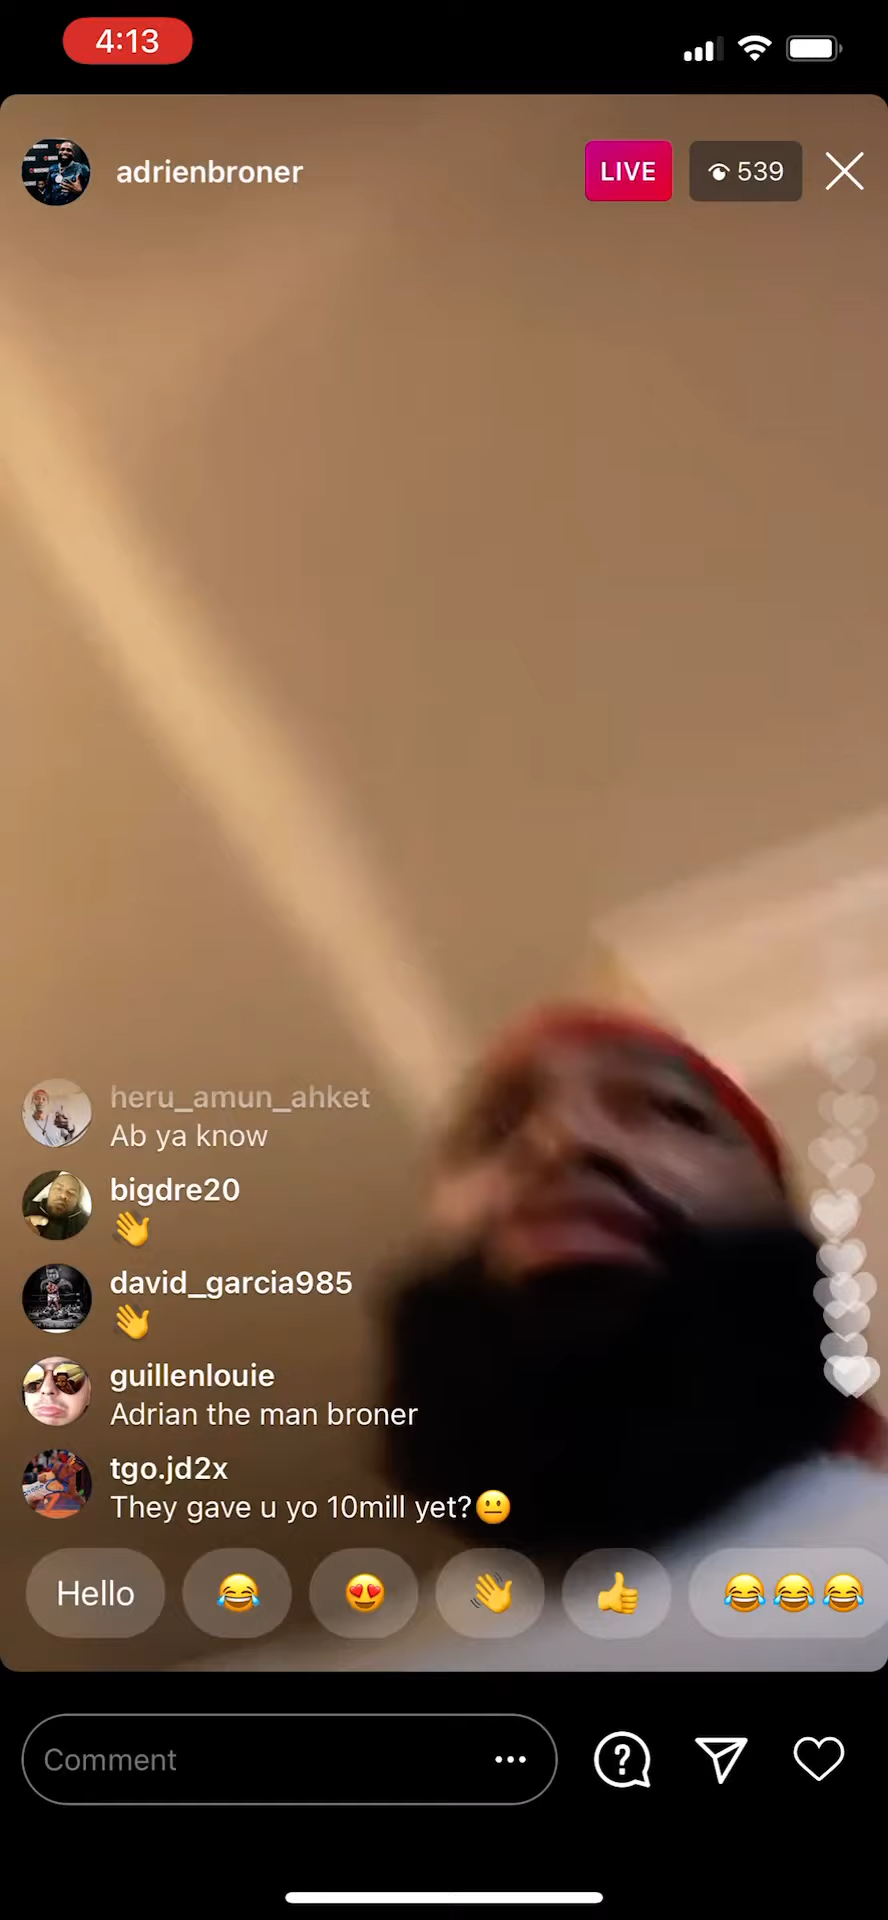 4:13
adrienbroner
LIVE
539
heru_amun_ahket
Ab ya know
bigdre20
👋
david_garcia985
👋
guillenlouie
Adrian the man broner
tgo.jd2x
They gave u yo 10mill yet?😐
Hello 😂 😍 👋 👍 😂😂😂
Comment